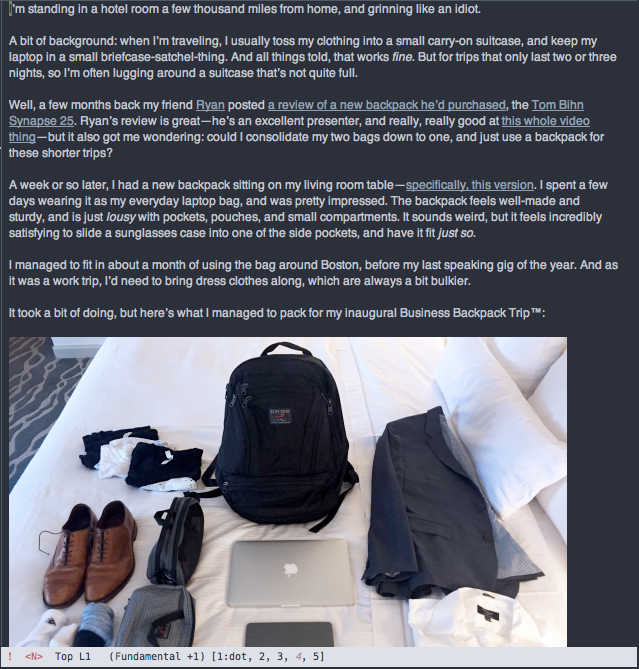 I'm standing in a hotel room a few thousand miles from home, and grinning like an idiot.
A bit of background: when I'm traveling, I usually toss my clothing into a small carry-on suitcase, and keep my
laptop in a small briefcase-satchel-thing. And all things told, that works fine. But for trips that only last two or three
nights, so I'm often lugging around a suitcase that's not quite full.
Well, a few months back my friend Ryan posted a review of a new backpack he'd purchased, the Tom Bihn
Synapse 25. Ryan's review is great—he's an excellent presenter, and really, really good at this whole video
thing—but it also got me wondering: could I consolidate my two bags down to one, and just use a backpack for
these shorter trips?
A week or so later, I had a new backpack sitting on my living room table—specifically, this version. I spent a few
days wearing it as my everyday laptop bag, and was pretty impressed. The backpack feels well-made and
sturdy, and is just lousy with pockets, pouches, and small compartments. It sounds weird, but it feels incredibly
satisfying to slide a sunglasses case into one of the side pockets, and have it fit just so.
I managed to fit in about a month of using the bag around Boston, before my last speaking gig of the year. And as
it was a work trip, I'd need to bring dress clothes along, which are always a bit bulkier.
It took a bit of doing, but here's what I managed to pack for my inaugural Business Backpack Trip™:
TOM BIHN
! <N> Top L1 (Fundamental +1) [1:dot, 2, 3, 4, 5]